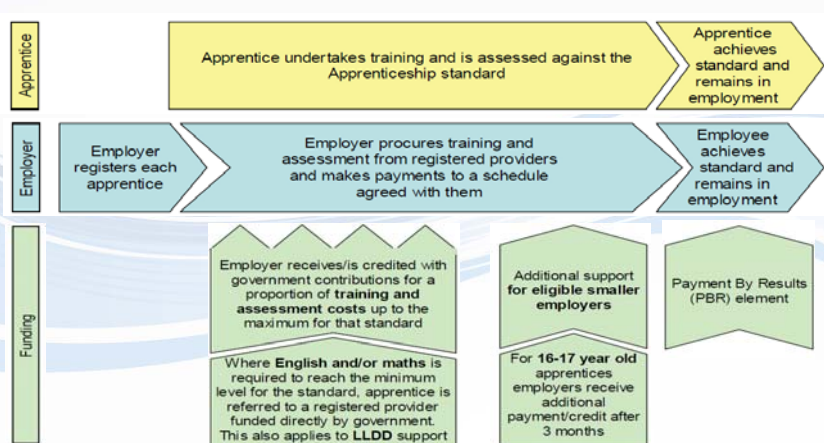 Apprentice
Apprentice undertakes training and is assessed against the
Apprenticeship standard
Apprentice
achieves
standard and
remains in
employment
Employer
Employer
registers each
apprentice
Employer procures training and
assessment from registered providers
and makes payments to a schedule
agreed with them
Employee
achieves
standard and
remains in
employment
Funding
Employer receives/is credited with
government contributions for a
proportion of training and
assessment costs up to the
maximum for that standard
Where English and/or maths is
required to reach the minimum
level for the standard, apprentice is
referred to a registered provider
funded directly by government.
This also applies to LLDD support
Additional support
for eligible smaller
employers
For 16-17 year old
apprentices
employers receive
additional
payment/credit after
3 months
Payment By Results
(PBR) element